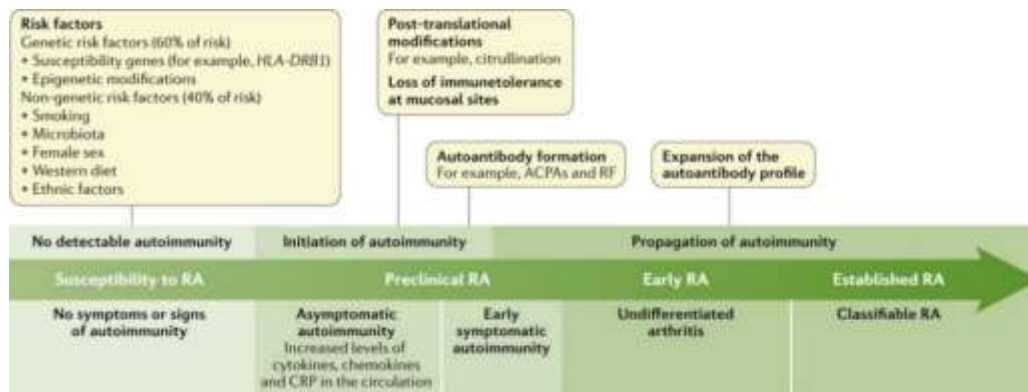 Risk factors
Genetic risk factors (60% of risk)
• Susceptibility genes (for example, HLA-DRB1)
• Epigenetic modifications
Non-genetic risk factors (40% of risk)
• Smoking
• Microbiota
• Female sex
• Western diet
• Ethnic factors
Post-translational
modifications
For example, citrullination
Loss of immunetolerance
at mucosal sites
Autoantibody formation
For example, ACPAs and RF
Expansion of the
autoantibody profile
No detectable autoimmunity
Initiation of autoimmunity
Propagation of autoimmunity
Susceptibility to RA
Preclinical RA
Early RA
Established RA
No symptoms or signs
of autoimmunity
Asymptomatic
autoimmunity
Increased levels of
cytokines, chemokines
and CRP in the circulation
Early
symptomatic
autoimmunity
Undifferentiated
arthritis
Classifiable RA